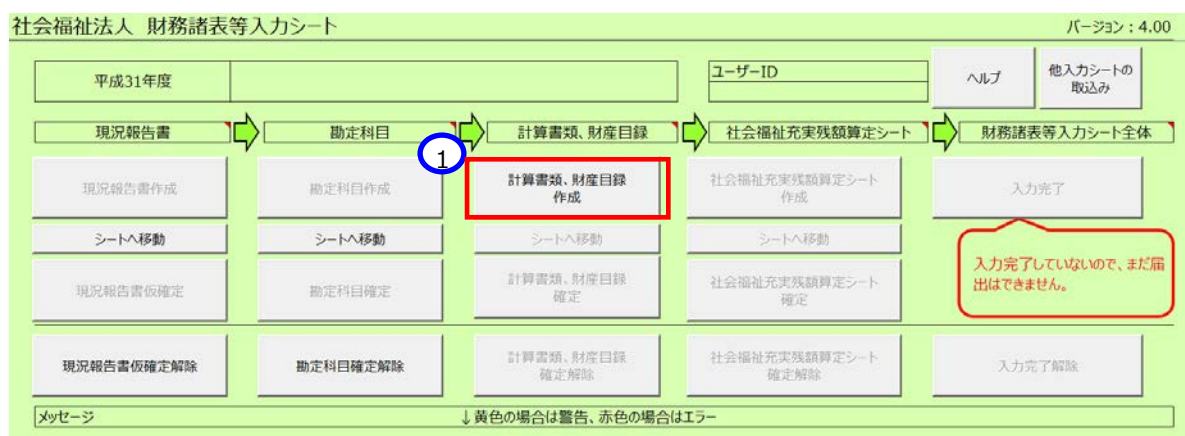 社会福祉法人 財務諸表等入力シート
バージョン：4.00
平成31年度
ユーザーID
ヘルプ
他入力シートの
取込み
現況報告書
勘定科目
計算書類、財産目録
社会福祉充実残額算定シート
財務諸表等入力シート全体
1
現況報告書作成
勘定科目作成
計算書類、財産目録
作成
社会福祉充実残額算定シート
作成
入力完了
シートへ移動
シートへ移動
シートへ移動
シートへ移動
入力完了していないので、まだ届
出はできません。
現況報告書仮確定
勘定科目確定
計算書類、財産目録
確定
社会福祉充実残額算定シート
確定
現況報告書仮確定解除
勘定科目確定解除
計算書類、財産目録
確定解除
社会福祉充実残額算定シート
確定解除
入力完了解除
メッセージ
↓黄色の場合は警告、赤色の場合はエラー